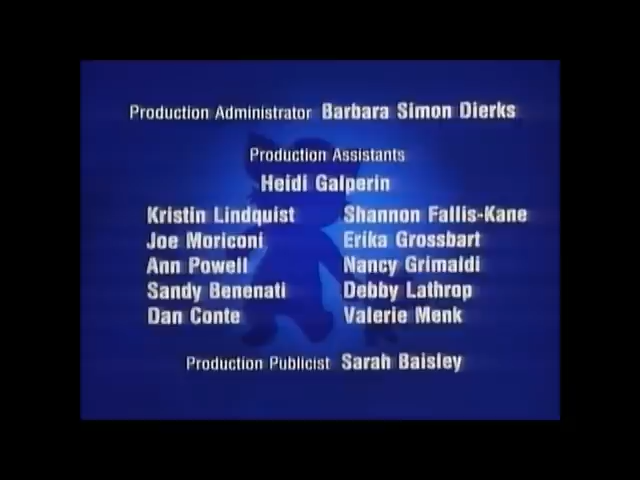 Production Administrator Barbara Simon Dierks
Production Assistants
Heidi Galperin
Kristin Lindquist Shannon Fallis-Kane
Joe Moriconi Erika Grossbart
Ann Powell Nancy Grimaldi
Sandy Benenati Debby Lathrop
Dan Conte Valerie Menk
Production Publicist Sarah Baisley